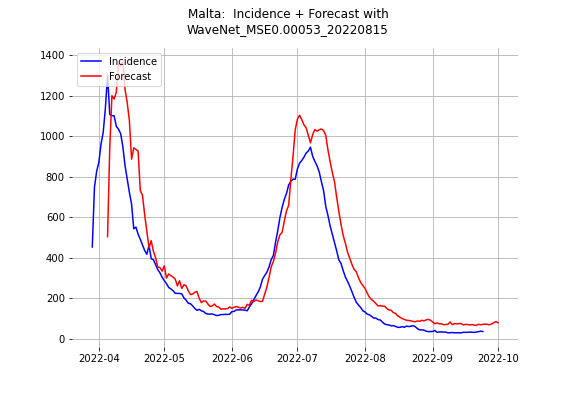 Malta:  Incidence + Forecast with
WaveNet_MSE0.00053_20220815
Incidence
Forecast
1400
1200
1000
800
600
400
200
0
2022-04 2022-05 2022-06 2022-07 2022-08 2022-09 2022-10